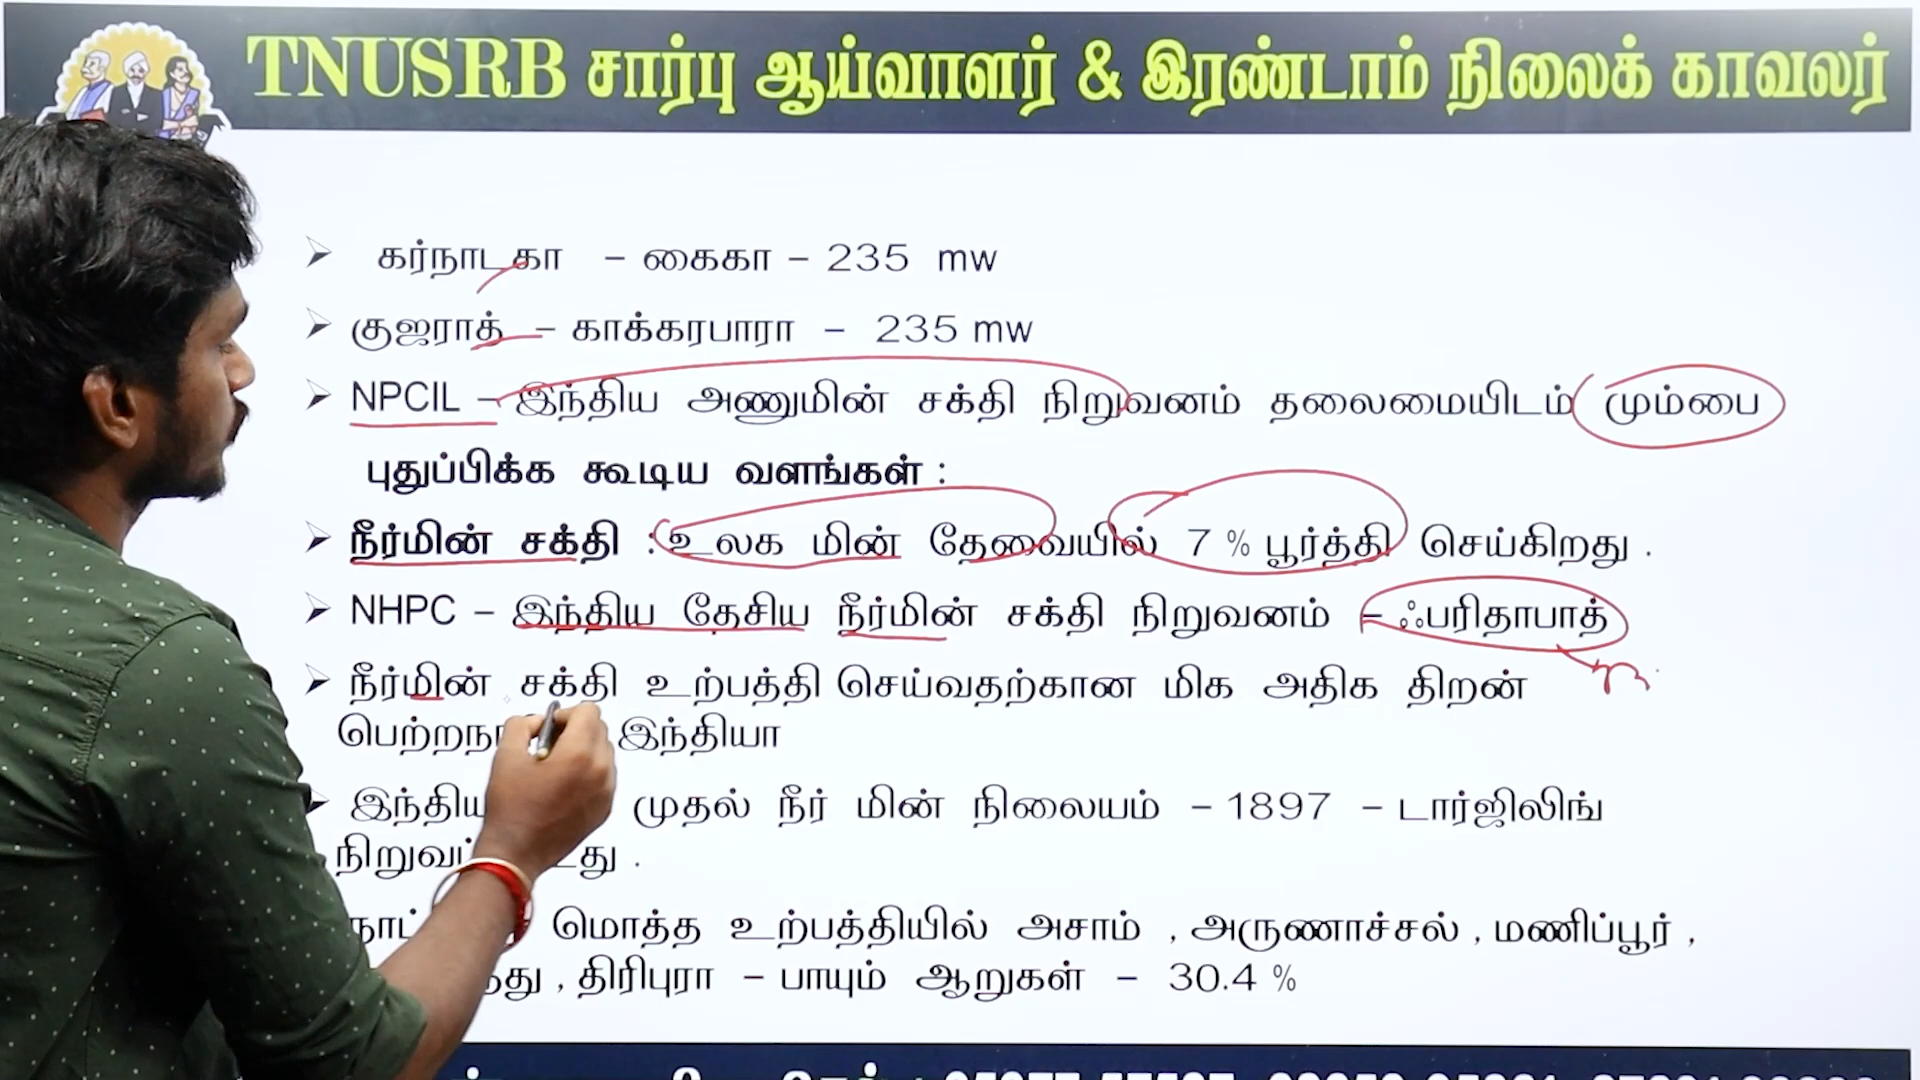 TNUSRB சார்பு ஆய்வாளர் & இரண்டாம் நிலைக் காவலர்
கர்நாடகா – கைகா – 235 mw
குஜராத் – காக்கரபாரா – 235 mw
NPCIL – இந்திய அணுமின் சக்தி நிறுவனம் தலைமையிடம் மும்பை
புதுப்பிக்க கூடிய வளங்கள் :
நீர்மின் சக்தி : உலக மின் தேவையில் 7 % பூர்த்தி செய்கிறது .
NHPC – இந்திய தேசிய நீர்மின் சக்தி நிறுவனம் – ஃபரிதாபாத்
நீர்மின் சக்தி உற்பத்தி செய்வதற்கான மிக அதிக திறன்
இந்தியா
முதல் நீர் மின் நிலையம் – 1897 – டார்ஜிலிங்
மொத்த உற்பத்தியில் அசாம் , அருணாச்சல் , மணிப்பூர் ,
, திரிபுரா – பாயும் ஆறுகள் – 30.4 %